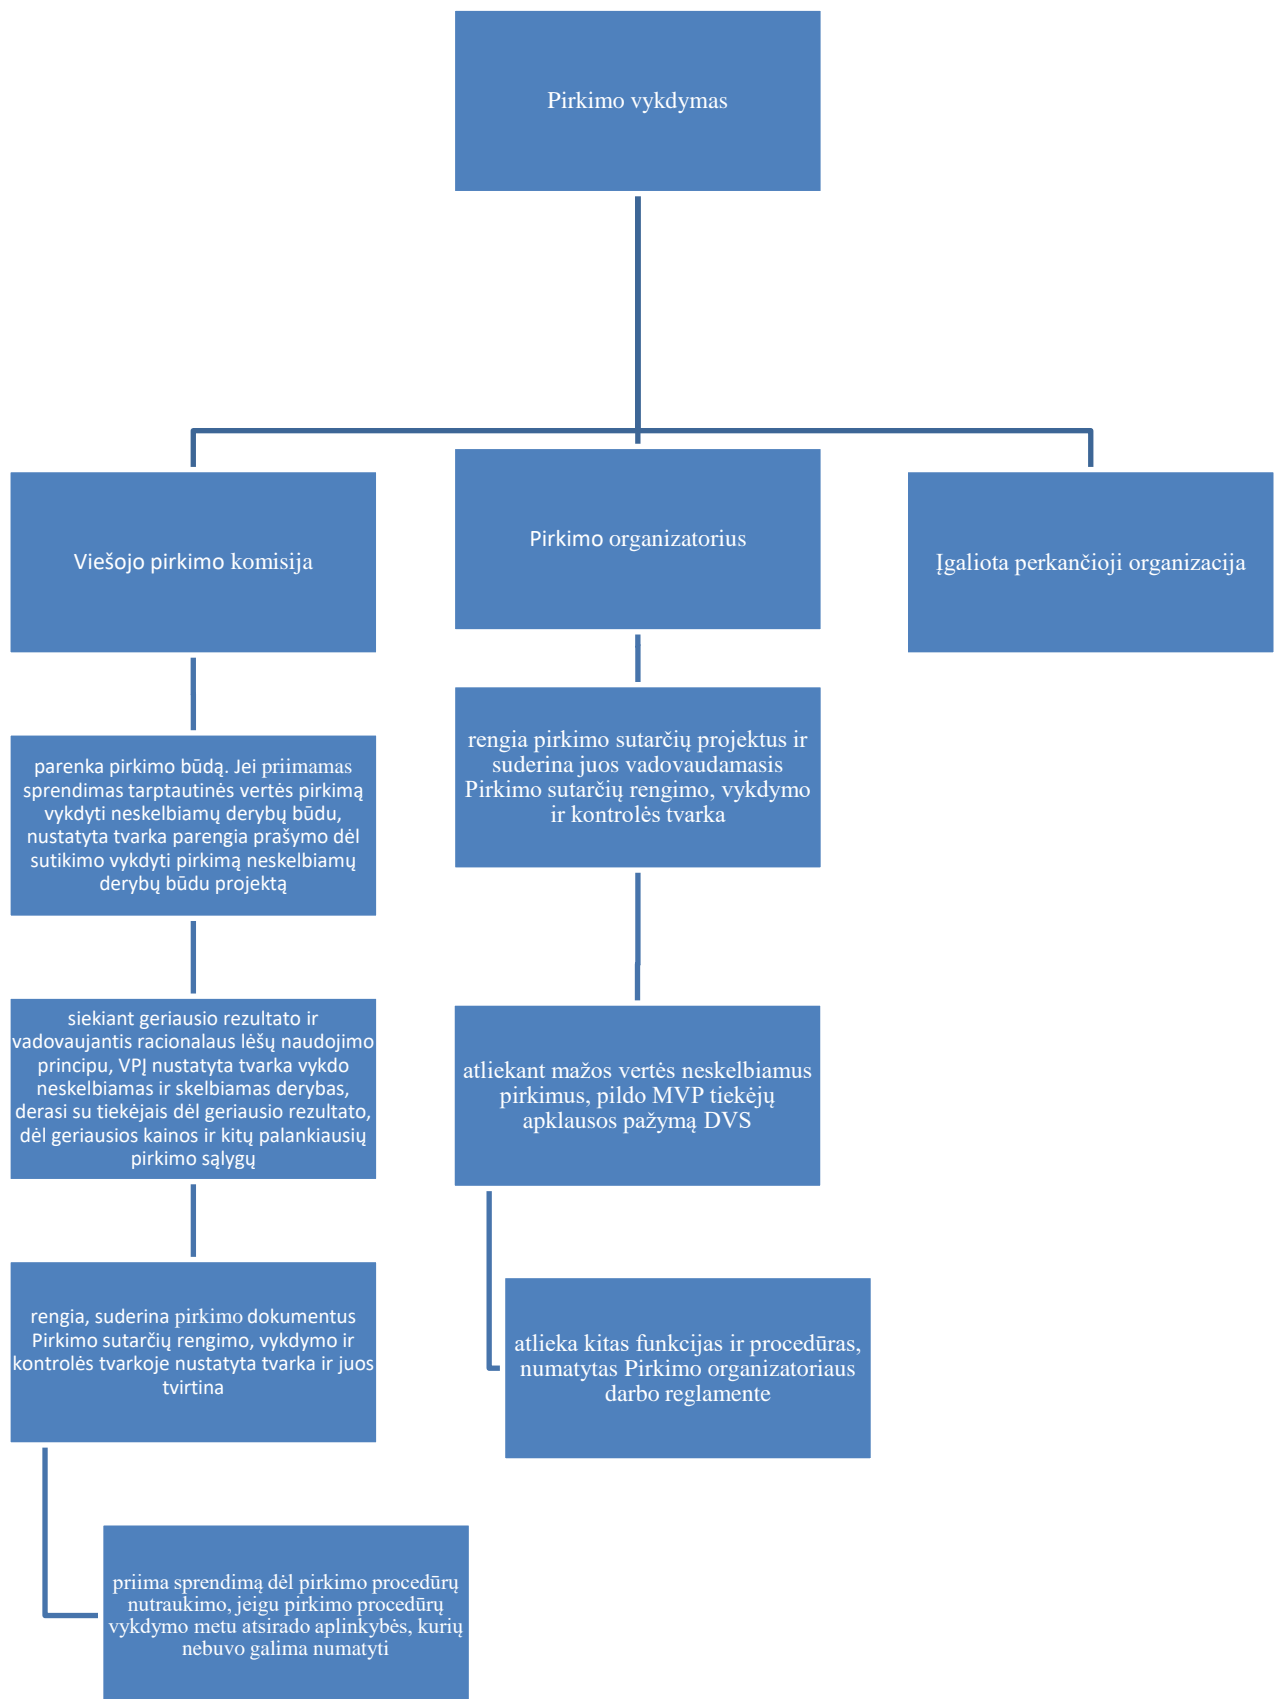 Pirkimo vykdymas
Viešojo pirkimo komisija
Pirkimo organizatorius
Įgaliota perkančioji organizacija
parenka pirkimo būdą. Jei priimamas
sprendimas tarptautinės vertės pirkimą
vykdyti neskelbiamų derybų būdu,
nustatyta tvarka parengia prašymo dėl
sutikimo vykdyti pirkimą neskelbiamų
derybų būdu projektą
siekiant geriausio rezultato ir
vadovaujantis racionalaus lėšų naudojimo
principu, VPĮ nustatyta tvarka vykdo
neskelbiamas ir skelbiamas derybas,
derasi su tiekėjais dėl geriausio rezultato,
dėl geriausios kainos ir kitų palankiausių
pirkimo sąlygų
rengia, suderina pirkimo dokumentus
Pirkimo sutarčių rengimo, vykdymo ir
kontrolės tvarkoje nustatyta tvarka ir juos
tvirtina
priima sprendimą dėl pirkimo procedūrų
nutraukimo, jeigu pirkimo procedūrų
vykdymo metu atsirado aplinkybės, kurių
nebuvo galima numatyti
rengia pirkimo sutarčių projektus ir
suderina juos vadovaudamasis
Pirkimo sutarčių rengimo, vykdymo
ir kontrolės tvarka
atliekant mažos vertės neskelbiamus
pirkimus, pildo MVP tiekėjų
apklausos pažymą DVS
atlieka kitas funkcijas ir procedūras,
numatytas Pirkimo organizatoriaus
darbo reglamente